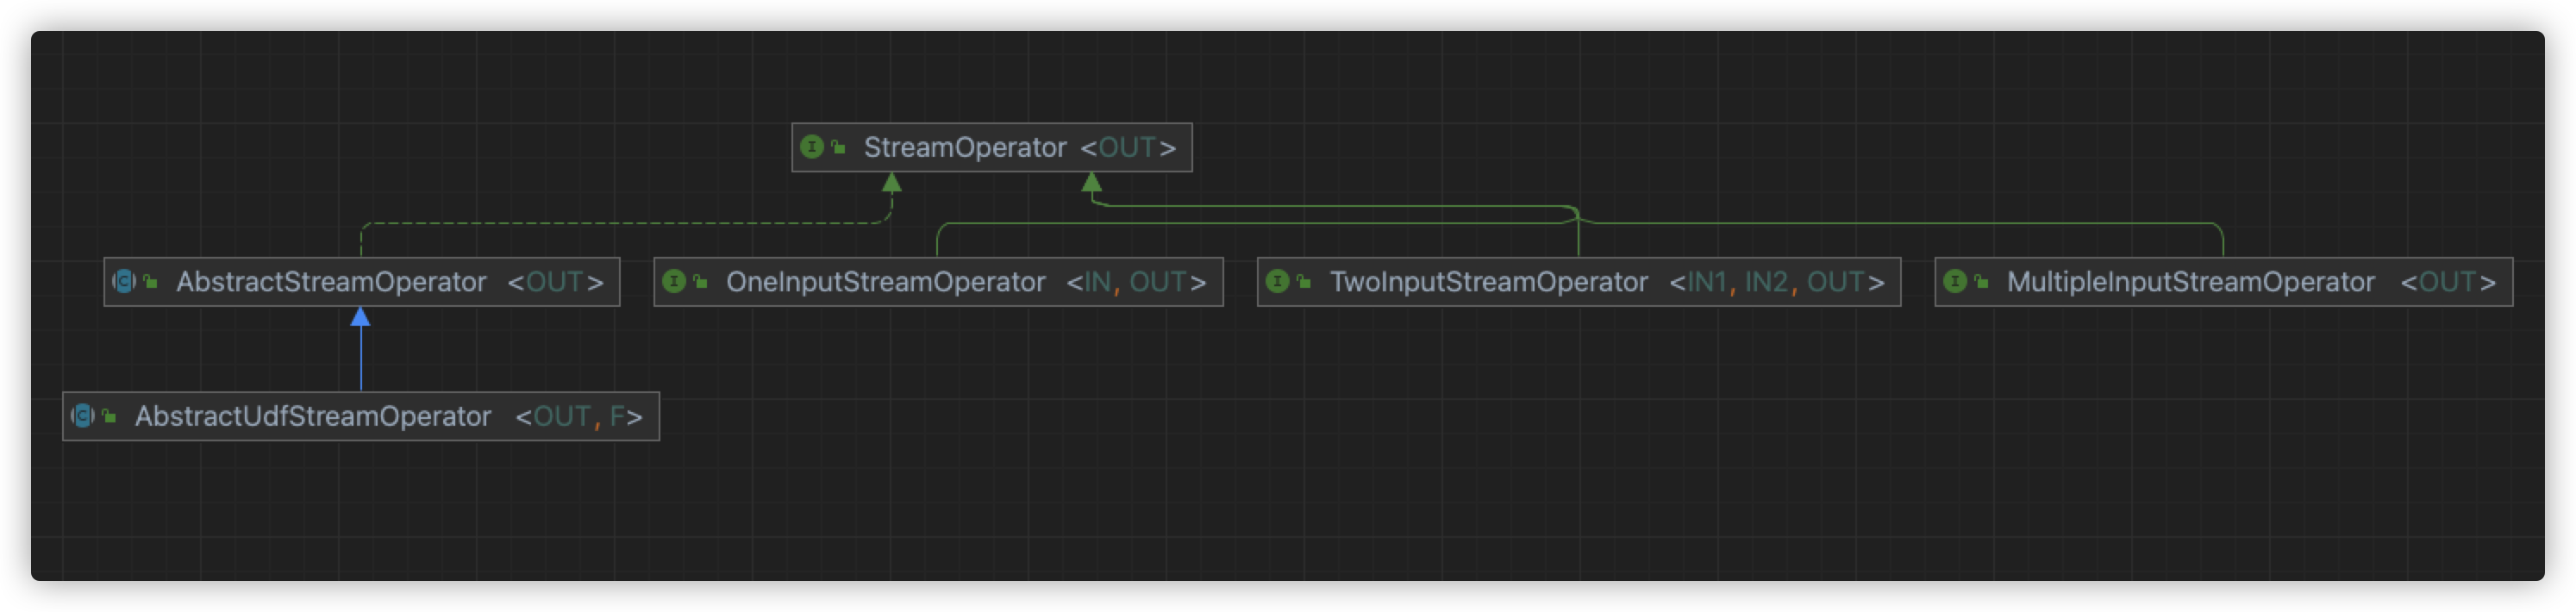 StreamOperator <OUT>
AbstractStreamOperator <OUT>
OneInputStreamOperator <IN, OUT>
TwoInputStreamOperator <IN1, IN2, OUT>
MultipleInputStreamOperator <OUT>
AbstractUdfStreamOperator <OUT, F>